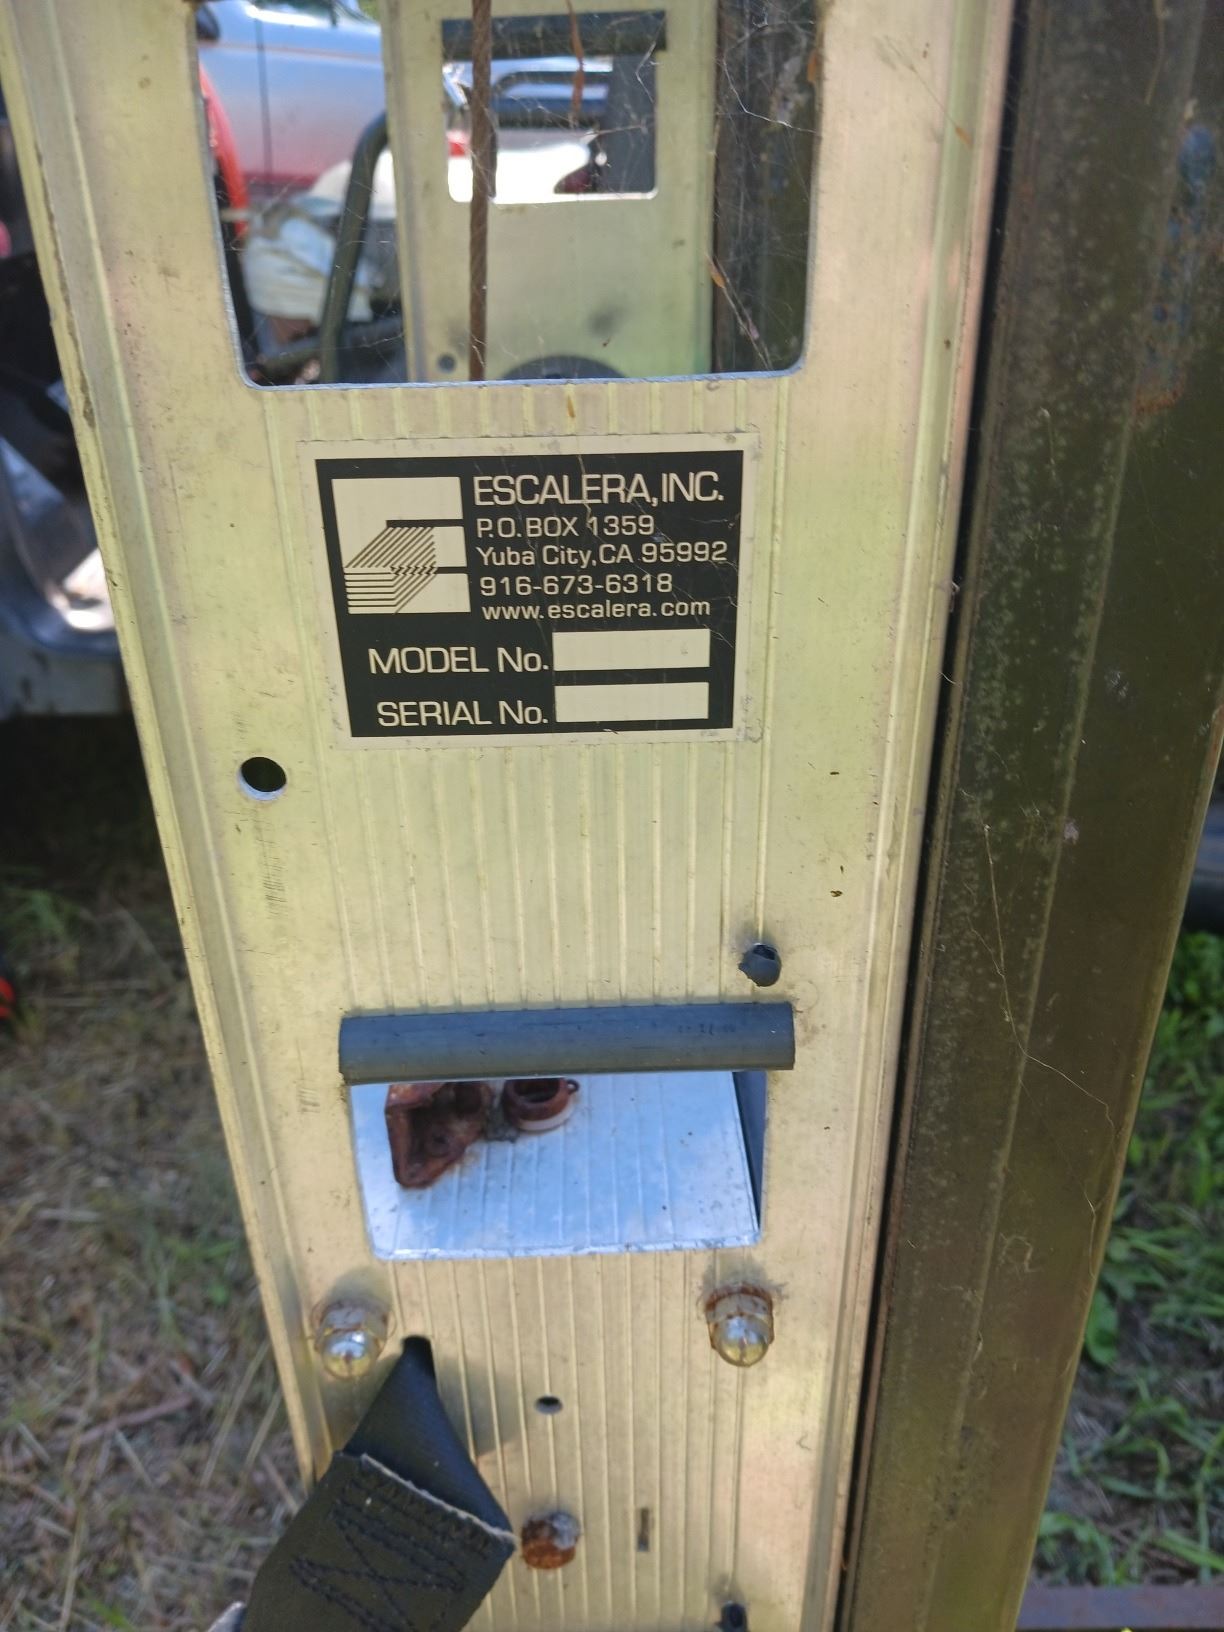 ESCALERA, INC.
P.O. BOX 1359
Yuba City, CA 95992
916-673-6318
www.escalera.com
MODEL No.
SERIAL No.